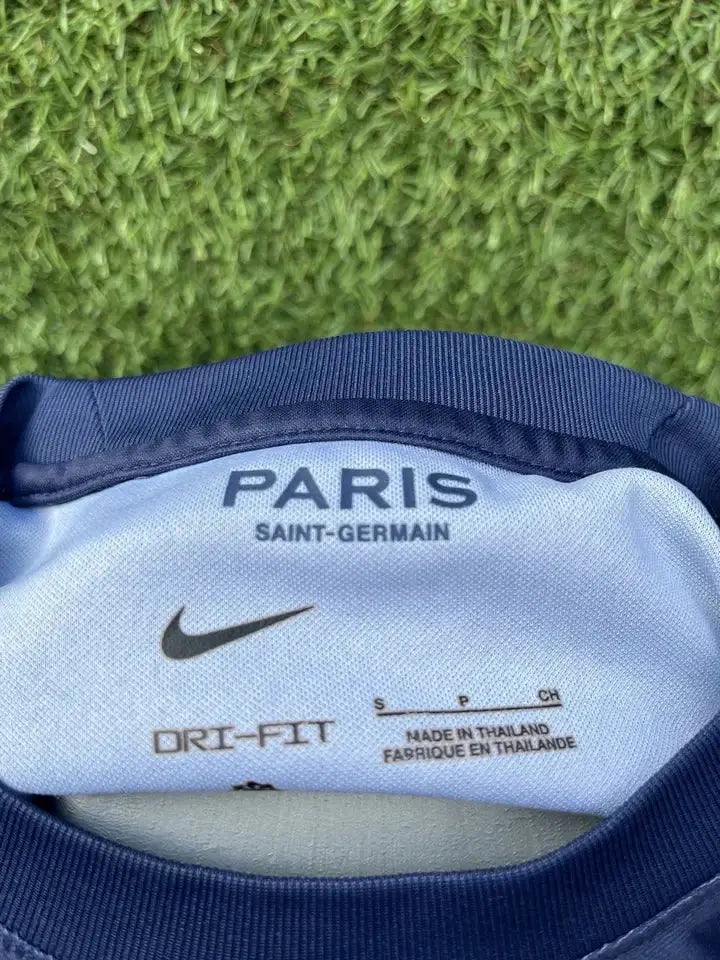 PARIS
SAINT-GERMAIN
DRI-FIT
S P CH
MADE IN THAILAND
FABRIQUE EN THAILANDE